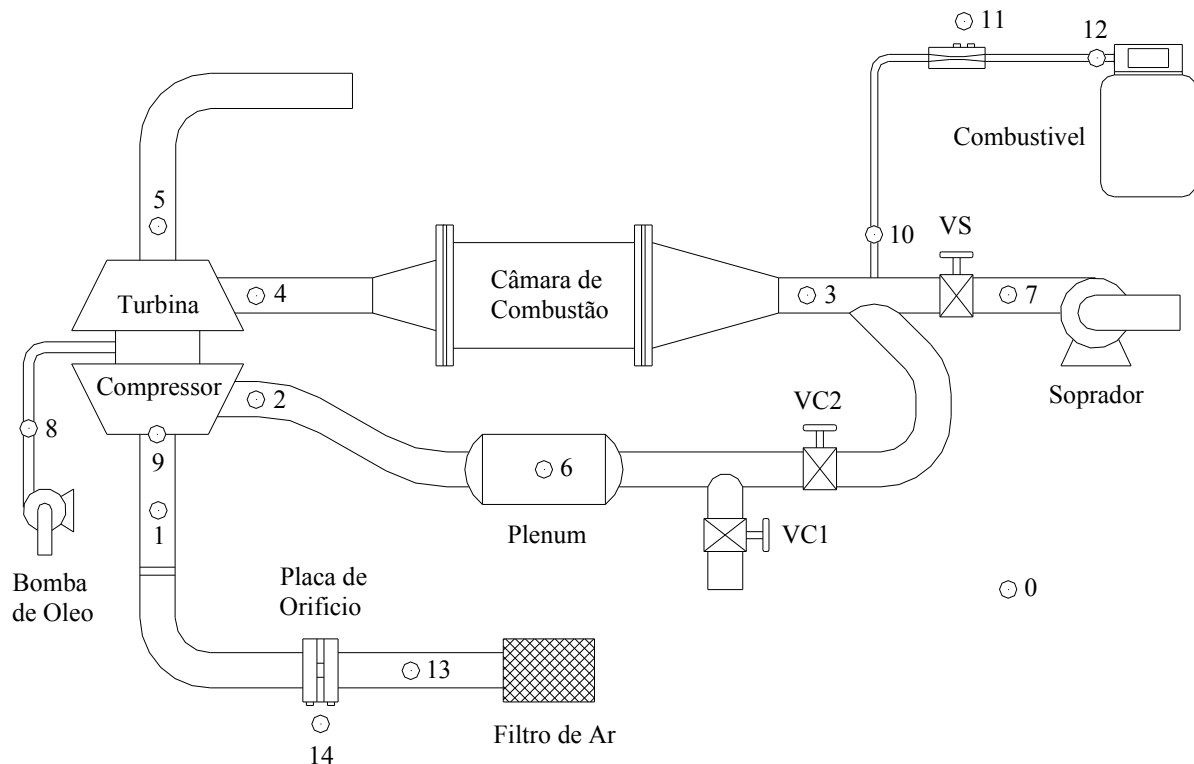 11
12
Combustivel
5
10
VS
Turbina
4
Câmara de
Combustão
3
7
Compressor
2
Soprador
8
9
VC2
6
1
Plenum
VC1
Bomba
de Oleo
Placa de
Orificio
0
13
Filtro de Ar
14